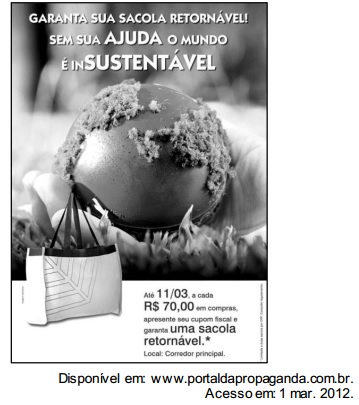 GARANTA SUA SACOLA RETORNÁVEL!
SEM SUA AJUDA O MUNDO
É INSUSTENTÁVEL
Até 11/03, a cada
R$ 70,00 em compras,
apresente seu cupom fiscal e
garanta uma sacola
retornável.*
Local: Corredor principal.
Disponível em: www.portaldapropaganda.com.br.
Acesso em: 1 mar. 2012.